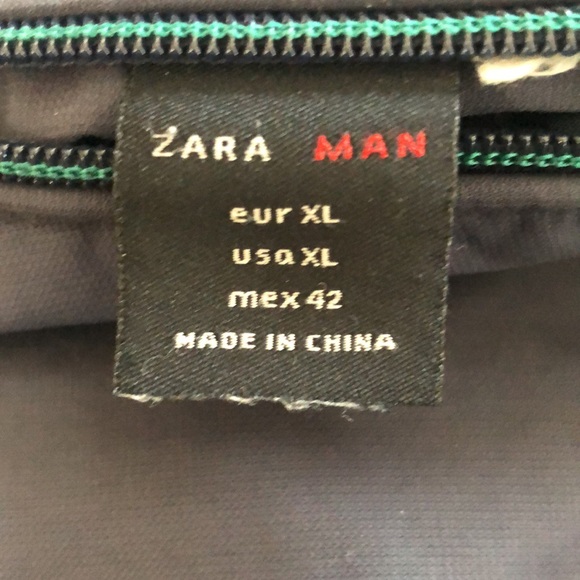 ZARA MAN
eur XL
usa XL
mex 42
MADE IN CHINA